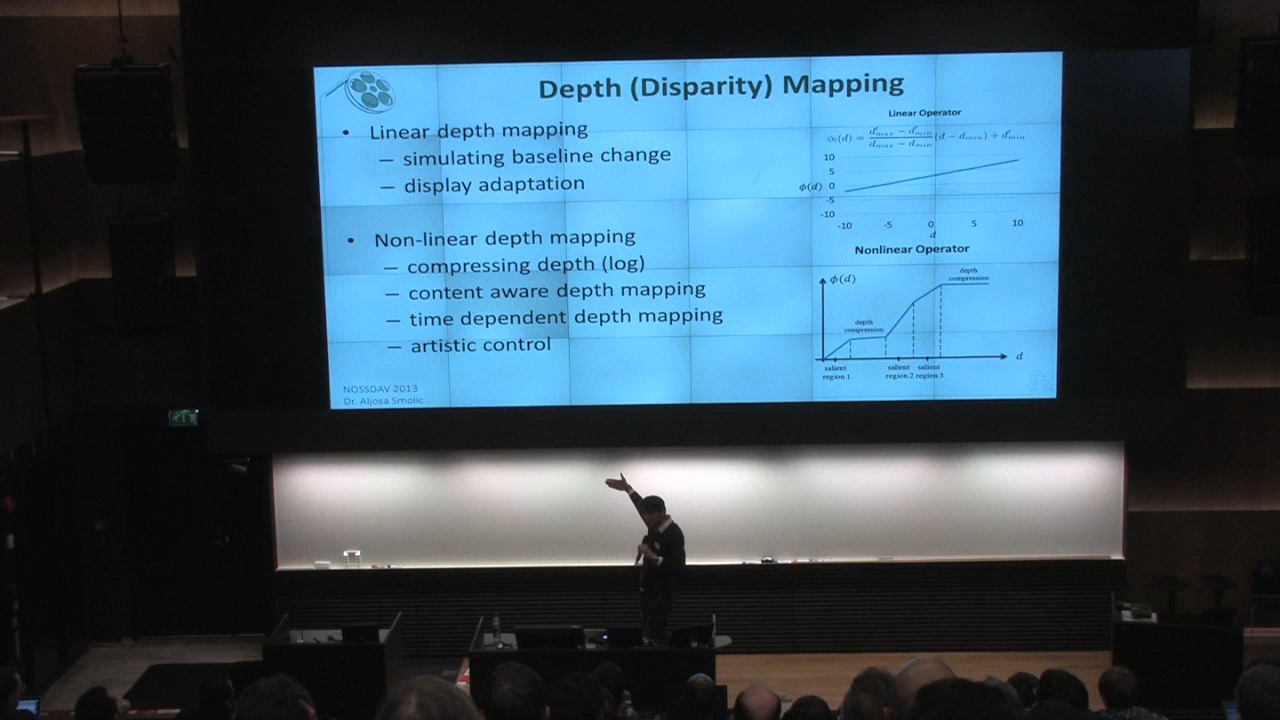 Depth (Disparity) Mapping
• Linear depth mapping
– simulating baseline change
– display adaptation
• Non-linear depth mapping
– compressing depth (log)
– content aware depth mapping
– time dependent depth mapping
– artistic control
NOSSDAV 2013
Dr. Aljosa Smolic
Linear Operator
10
5
ϕ(d) 0
-5
-10
-10 -5 0 5 10
d
Nonlinear Operator
ϕ(d)
depth
compression
depth
compression
d
salient
region 1
salient
region 2
salient
region 3